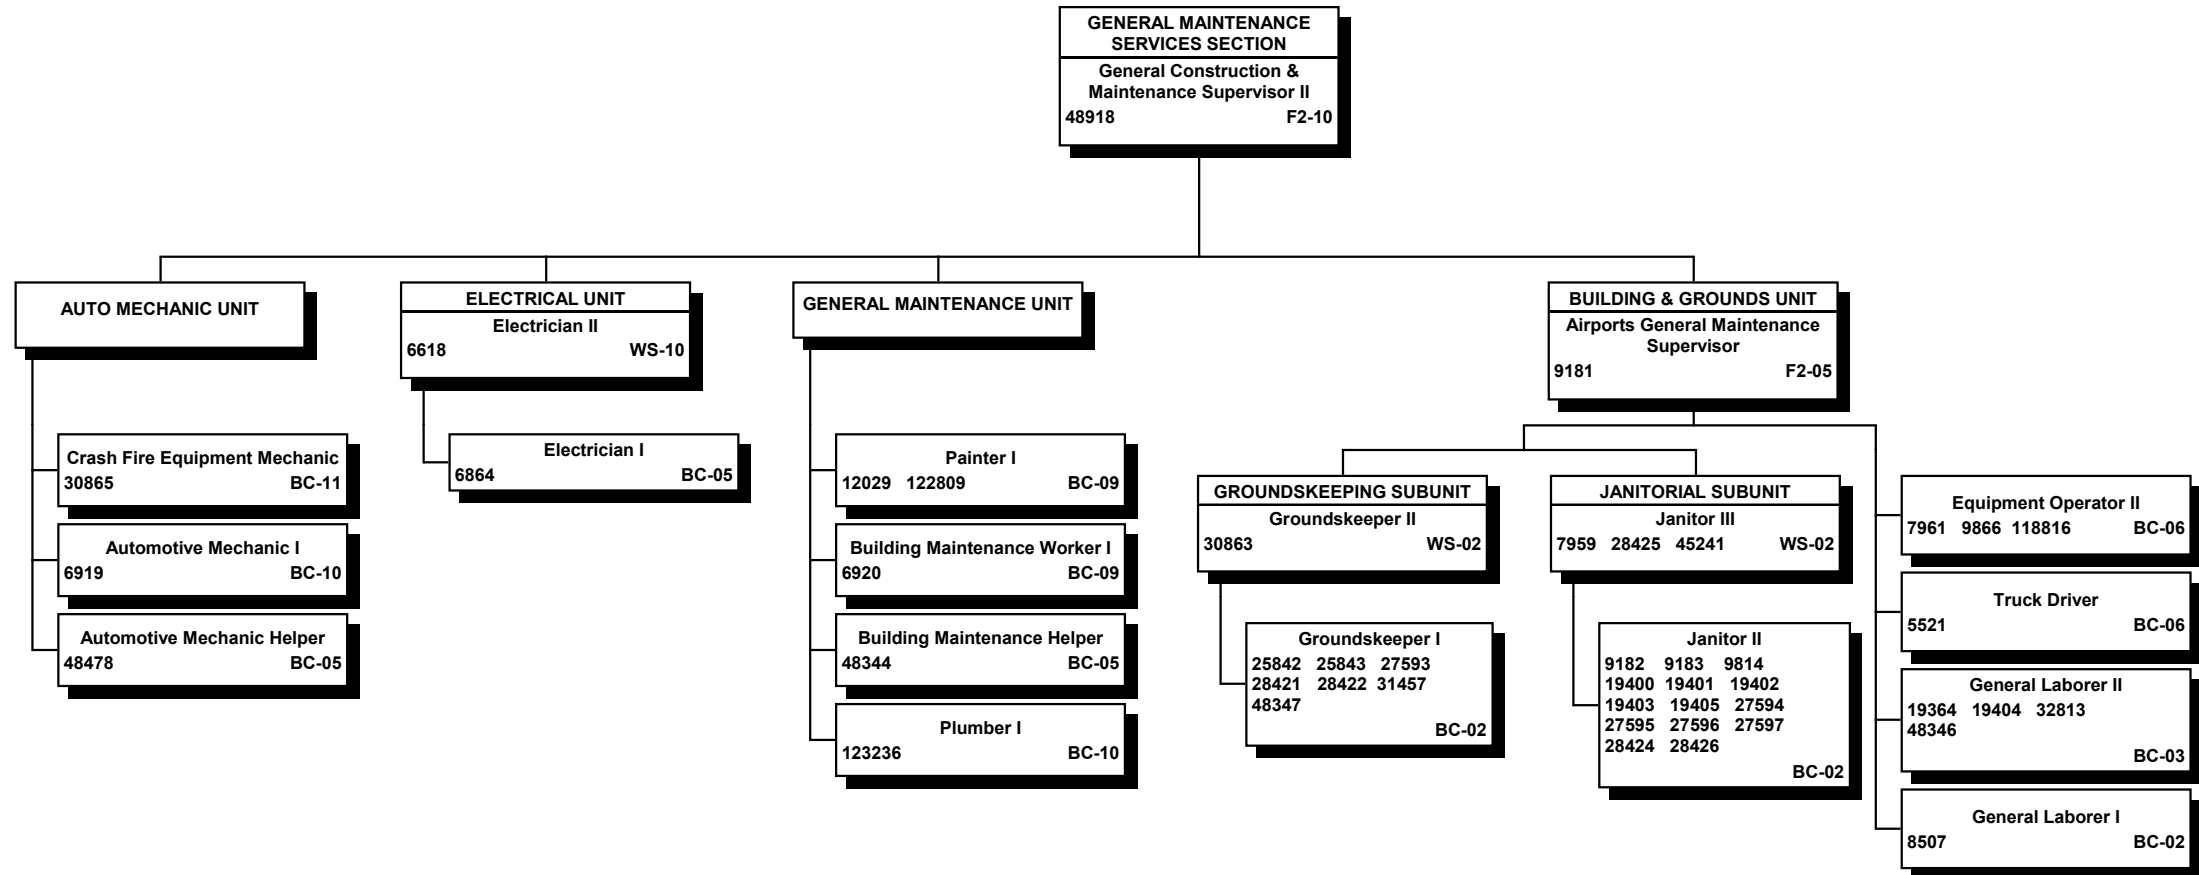 GENERAL MAINTENANCE
SERVICES SECTION
General Construction &
Maintenance Supervisor II
48918 F2-10
AUTO MECHANIC UNIT
Crash Fire Equipment Mechanic
30865 BC-11
Automotive Mechanic I
6919 BC-10
Automotive Mechanic Helper
48478 BC-05
ELECTRICAL UNIT
Electrician II
6618 WS-10
Electrician I
6864 BC-05
GENERAL MAINTENANCE UNIT
Painter I
12029 122809 BC-09
Building Maintenance Worker I
6920 BC-09
Building Maintenance Helper
48344 BC-05
Plumber I
123236 BC-10
BUILDING & GROUNDS UNIT
Airports General Maintenance
Supervisor
9181 F2-05
GROUNDSKEEPING SUBUNIT
Groundskeeper II
30863 WS-02
Groundskeeper I
25842 25843 27593
28421 28422 31457
48347
BC-02
JANITORIAL SUBUNIT
Janitor III
7959 28425 45241 WS-02
Janitor II
9182 9183 9814
19400 19401 19402
19403 19405 27594
27595 27596 27597
28424 28426
BC-02
Equipment Operator II
7961 9866 118816 BC-06
Truck Driver
5521 BC-06
General Laborer II
19364 19404 32813
48346
BC-03
General Laborer I
8507 BC-02